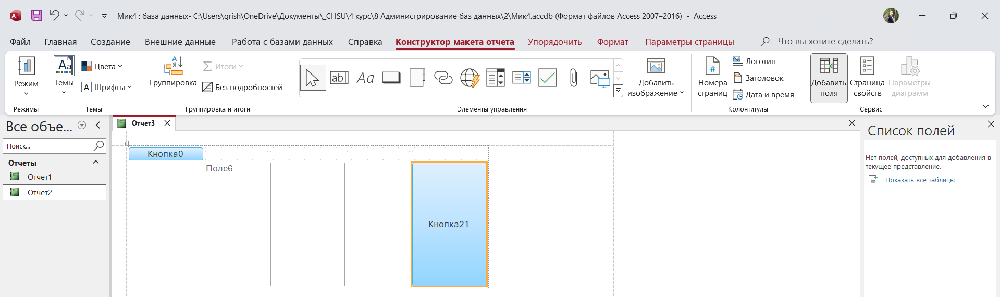 Мик4 : база данных- C:\Users\grish\OneDrive\Документы\_CHSU\4 курс\8 Администрирование баз данных\2\Мик4.accdb (Формат файлов Access 2007–2016) - Access
Файл Главная Создание Внешние данные Работа с базами данных Справка Конструктор макета отчета Упорядочить Формат Параметры страницы Что вы хотите сделать?
Режим
Режимы
Aa
Темы
Цвета
A Шрифты
Темы
Группировка
Итоги
Без подробностей
Группировка и итоги
ab|
Aa
Элементы управления
Добавить
изображение
#
Номера
страниц
Логотип
Заголовок
Дата и время
Колонтитулы
Добавить
поля
Страница
свойств
Параметры
диаграмм
Сервис
Все объе...
Поиск...
Отчеты
Отчет1
Отчет2
Отчет3
Кнопка0
Поле6
Кнопка21
Список полей
Нет полей, доступных для добавления в
текущее представление.
Показать все таблицы